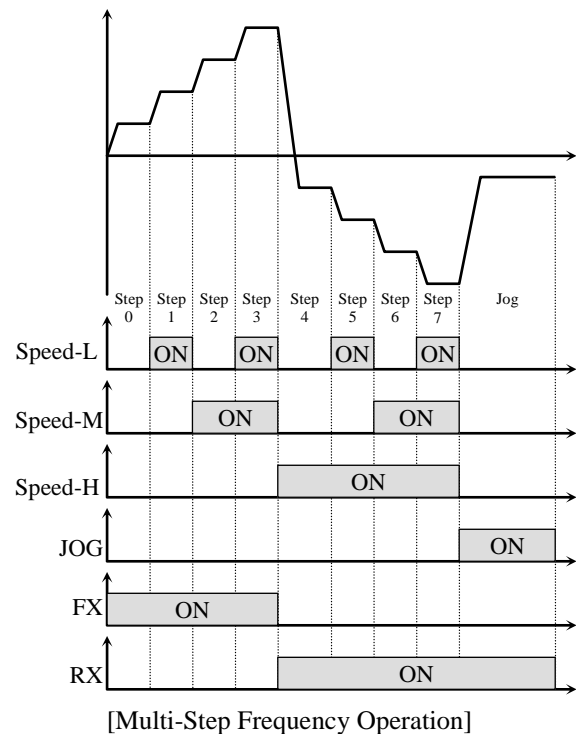 Step 0
Step 1
Step 2
Step 3
Step 4
Step 5
Step 6
Step 7
Jog
Speed-L
ON
ON
ON
ON
Speed-M
ON
ON
Speed-H
ON
JOG
ON
FX
ON
RX
ON
[Multi-Step Frequency Operation]